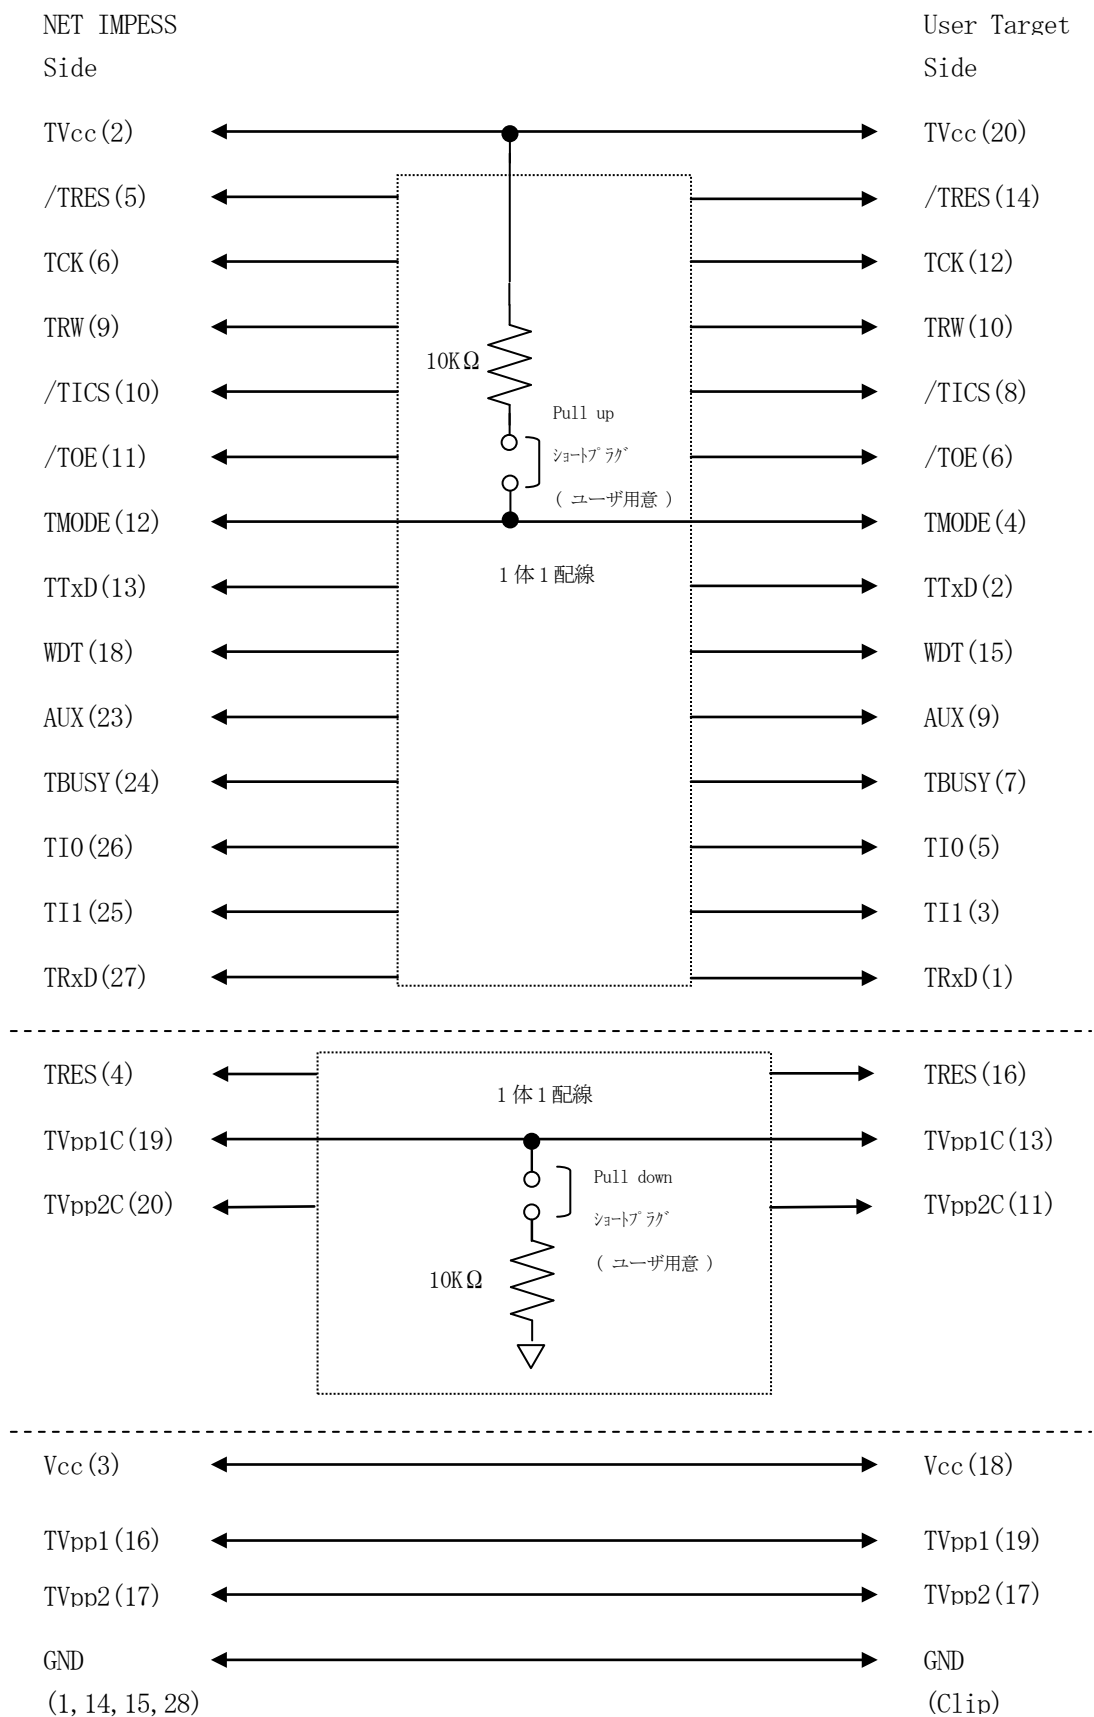 NET IMPESS User Target
Side Side
TVcc(2) TVcc(20)
/TRES(5) /TRES(14)
TCK(6) TCK(12)
TRW(9) TRW(10)
10KΩ
/TICS(10) /TICS(8)
Pull up
/TOE(11) ｼｮｰﾄﾌﾟﾗｸﾞ /TOE(6)
( ユーザ用意 )
TMODE(12) TMODE(4)
1体1配線
TTxD(13) TTxD(2)
WDT(18) WDT(15)
AUX(23) AUX(9)
TBUSY(24) TBUSY(7)
TI0(26) TI0(5)
TI1(25) TI1(3)
TRxD(27) TRxD(1)
TRES(4) TRES(16)
1体1配線
TVpp1C(19) TVpp1C(13)
Pull down
TVpp2C(20) TVpp2C(11)
ｼｮｰﾄﾌﾟﾗｸﾞ
( ユーザ用意 )
10KΩ
Vcc(3) Vcc(18)
TVpp1(16) TVpp1(19)
TVpp2(17) TVpp2(17)
GND GND
(1,14,15,28) (Clip)